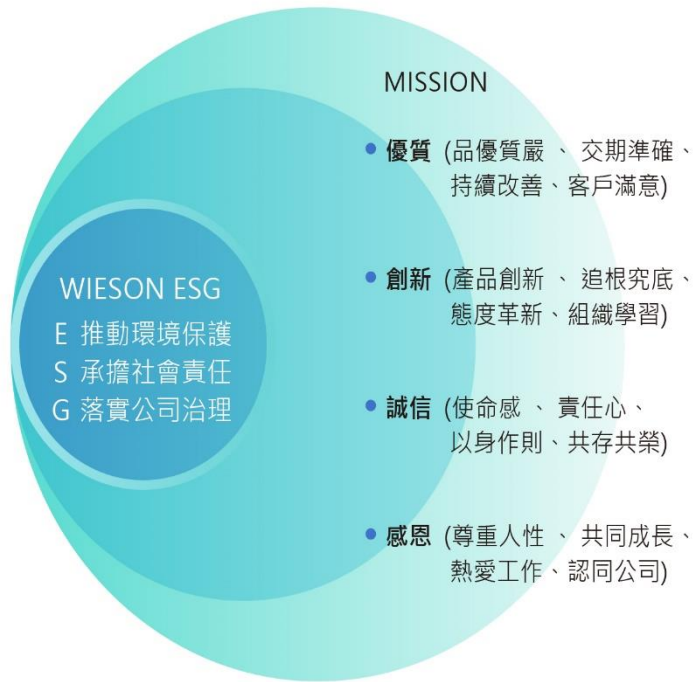 MISSION
• 優質 (品優質嚴 、 交期準確、
持續改善、客戶滿意)
• 創新 (產品創新 、 追根究底、
態度革新、組織學習)
• 誠信 (使命感 、 責任心、
以身作則、共存共榮)
• 感恩 (尊重人性 、 共同成長、
熱愛工作、認同公司)
WIESON ESG
E 推動環境保護
S 承擔社會責任
G 落實公司治理